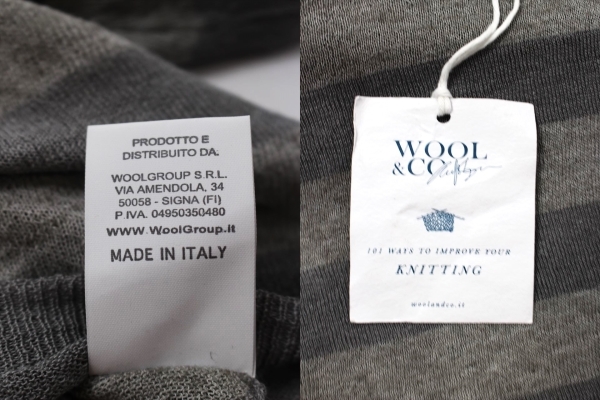 PRODOTTO E
DISTRIBUITO DA.
WOOLGROUP S.R.L.
VIA AMENDOLA, 34
50058 - SIGNA (FI)
P.IVA. 04950350480
www.WoolGroup.it
MADE IN ITALY
WOOL
& CO
101 WAYS TO IMPROVE YOUR
KNITTING
woolandco.it